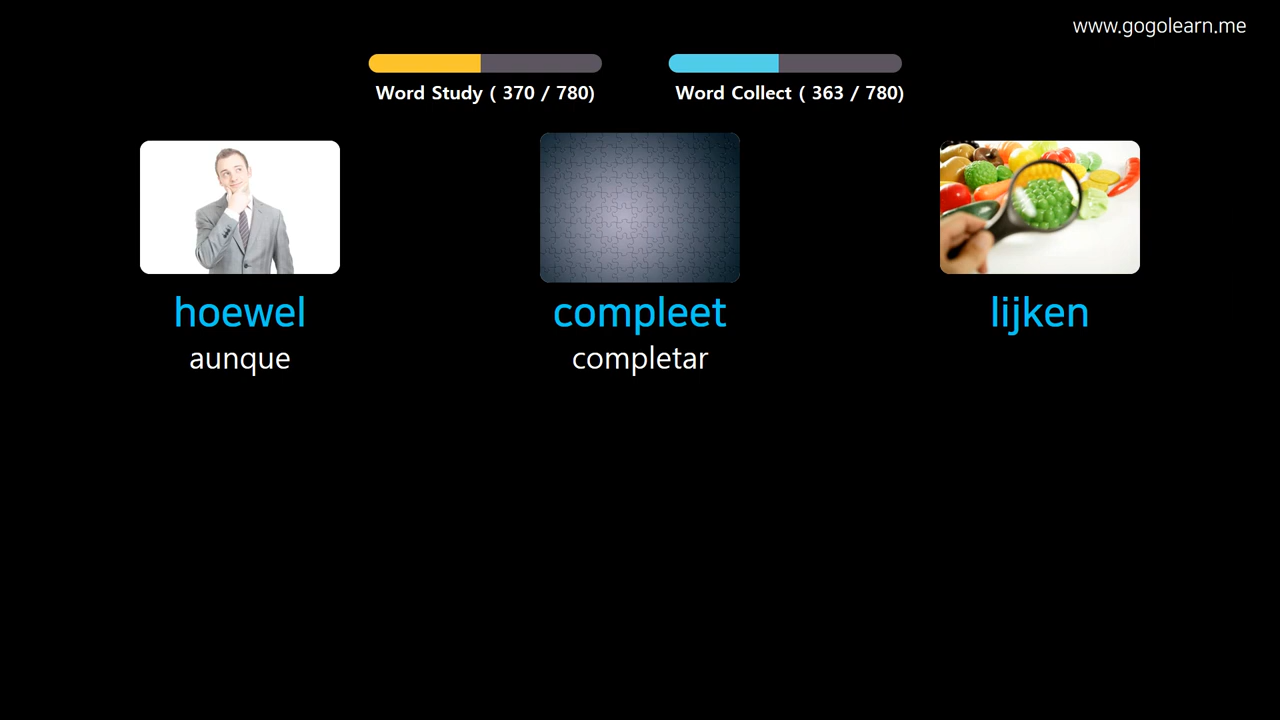 www.gogolearn.me
Word Study ( 370 / 780)
Word Collect ( 363 / 780)
hoewel
aunque
compleet
completar
lijken